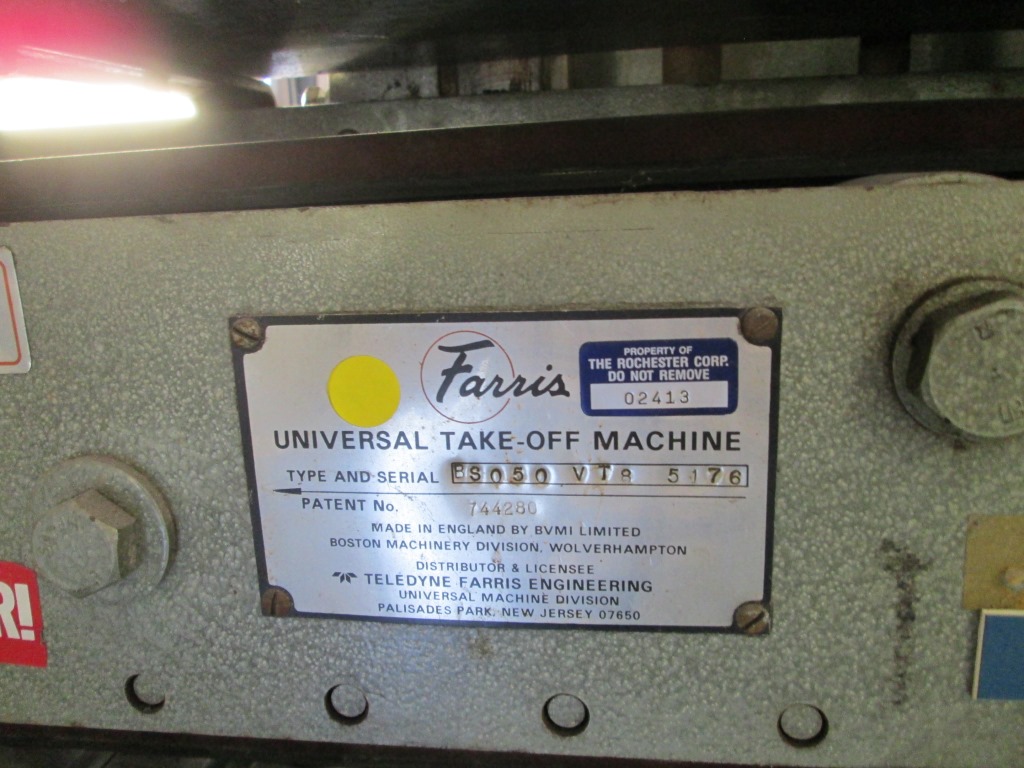 Farris
PROPERTY OF
THE ROCHESTER CORP.
DO NOT REMOVE
02413
UNIVERSAL TAKE-OFF MACHINE
TYPE AND SERIAL BS050 VT8 5176
PATENT No. 744280
MADE IN ENGLAND BY BVMI LIMITED
BOSTON MACHINERY DIVISION, WOLVERHAMPTON
DISTRIBUTOR & LICENSEE
TELEDYNE FARRIS ENGINEERING
UNIVERSAL MACHINE DIVISION
PALISADES PARK, NEW JERSEY 07650
R!